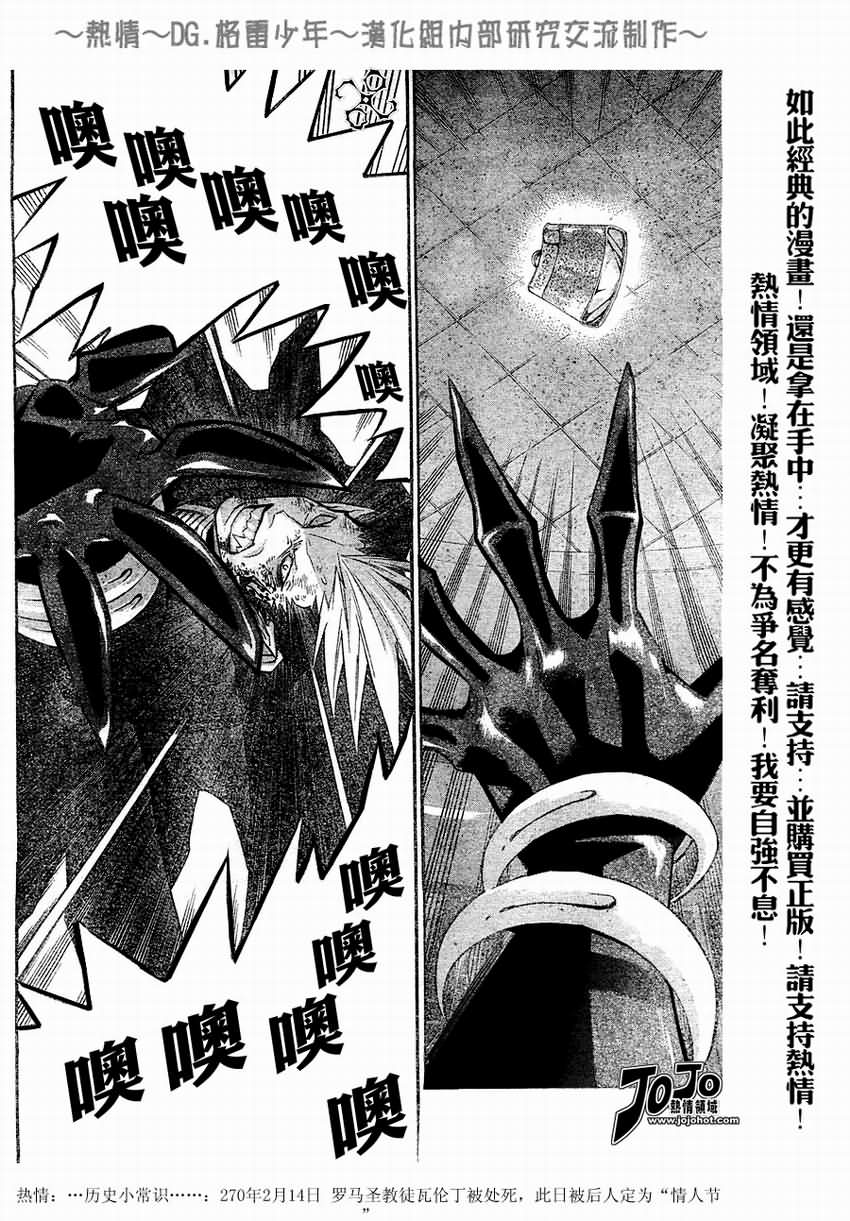 ～熱情～DG.格雷少年～漢化組內部研究交流制作～
如此經典的漫畫！還是拿在手中…才更有感覺…請支持…並購買正版！請支持熱情！
熱情領域！凝聚熱情！不為爭名奪利！我要自強不息！
噢
噢
噢
噢
噢
噢
噢
噢
噢
噢
噢
噢
噢
JOJO
熱情領域
www.jojohot.com
热情：…历史小常识……：270年2月14日 罗马圣教徒瓦伦丁被处死，此日被后人定为“情人节
”